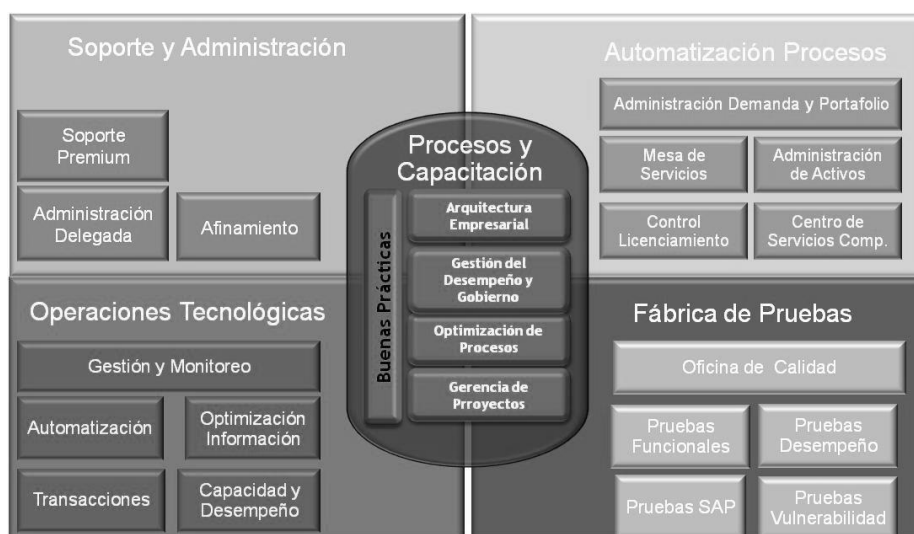 Soporte y Administración
Soporte
Premium
Administración
Delegada
Afinamiento
Automatización Procesos
Administración Demanda y Portafolio
Mesa de
Servicios
Administración
de Activos
Control
Licenciamiento
Centro de
Servicios Comp.
Procesos y
Capacitación
Buenas Prácticas
Arquitectura
Empresarial
Gestión del
Desempeño y
Gobierno
Optimización de
Procesos
Gerencia de
Prroyectos
Operaciones Tecnológicas
Gestión y Monitoreo
Automatización
Optimización
Información
Transacciones
Capacidad y
Desempeño
Fábrica de Pruebas
Oficina de Calidad
Pruebas
Funcionales
Pruebas
Desempeño
Pruebas SAP
Pruebas
Vulnerabilidad